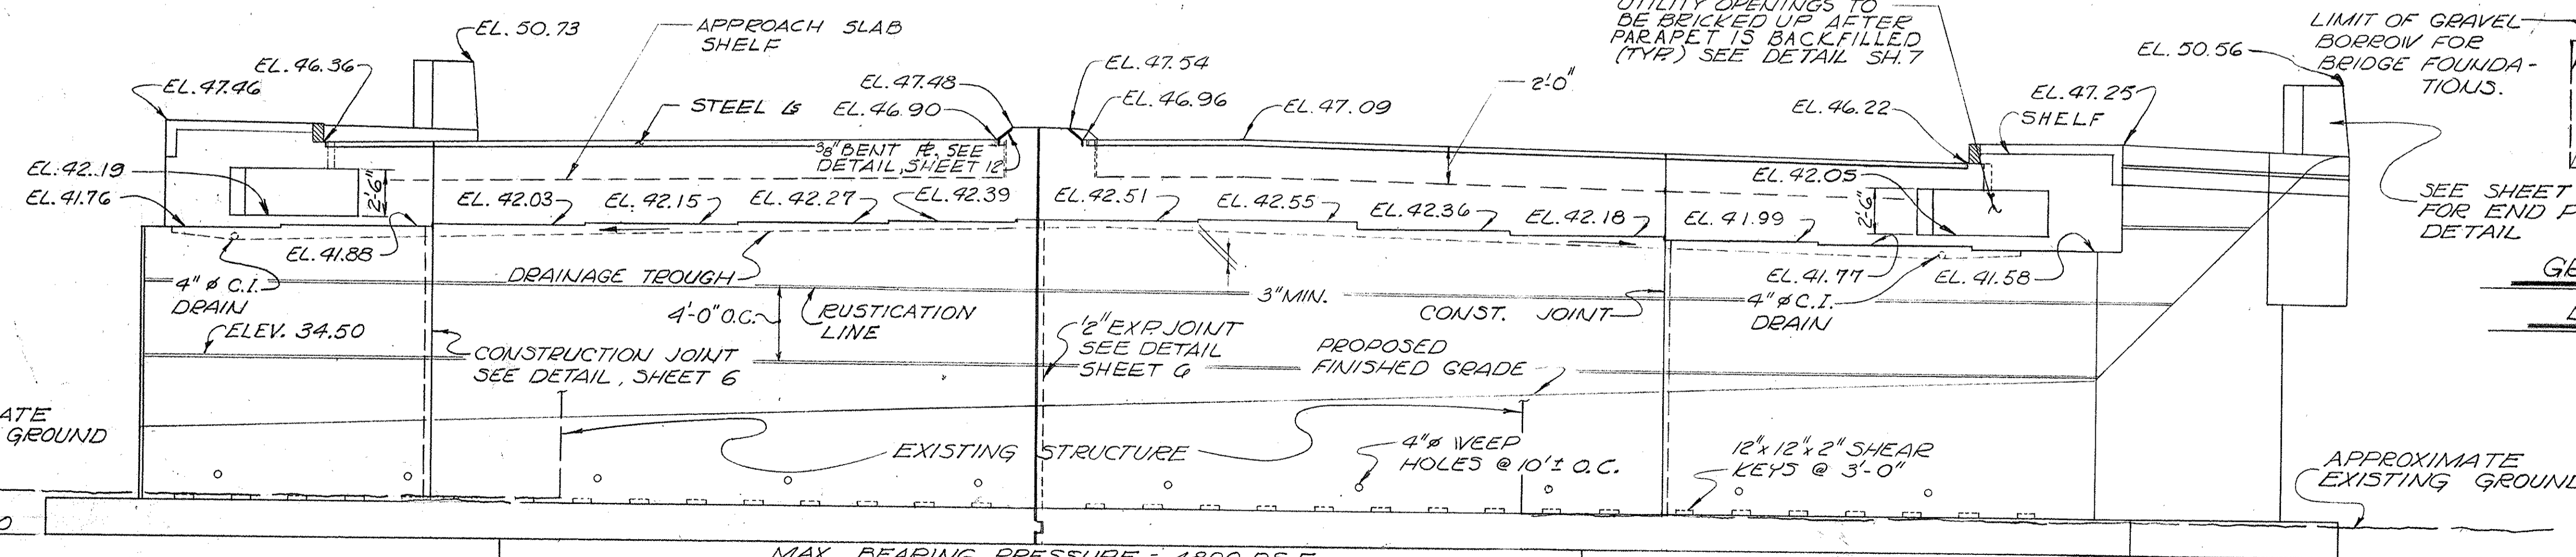 EL. 50.73
APPROACH SLAB
SHELF
UTILITY OPENINGS TO
BE BRICKED UP AFTER
PARAPET IS BACKFILLED
(TYP.) SEE DETAIL SH.7
LIMIT OF GRAVEL
BORROW FOR
BRIDGE FOUNDA-
TIONS.
EL. 50.56
EL. 46.36
EL. 47.46
STEEL
EL. 47.48
EL. 46.90
EL. 47.54
EL. 46.96
EL. 47.09
2'-0"
EL. 46.22
EL. 47.25
SHELF
3/8" BENT PL. SEE
DETAIL, SHEET 12
EL. 42.19
EL. 41.76
2'-6"
EL. 42.03
EL. 42.15
EL. 42.27
EL. 42.39
EL. 42.51
EL. 42.55
EL. 42.36
EL. 42.18
EL. 41.99
EL. 42.05
2'-6"
SEE SHEET
FOR END P
DETAIL
EL. 41.88
4" ø C.I.
DRAIN
DRAINAGE TROUGH
3" MIN.
EL. 41.77
EL. 41.58
4" ø C.I.
DRAIN
ELEV. 34.50
4'-0" O.C.
RUSTICATION
LINE
CONST. JOINT
CONSTRUCTION JOINT
SEE DETAIL, SHEET 6
1/2" EXP. JOINT
SEE DETAIL
SHEET 6
PROPOSED
FINISHED GRADE
ATE
GROUND
EXISTING STRUCTURE
4" ø WEEP
HOLES @ 10'± O.C.
12" x 12" x 2" SHEAR
KEYS @ 3'-0"
APPROXIMATE
EXISTING GROUND
MAX. BEARING PRESSURE = 4800 P.S.F.